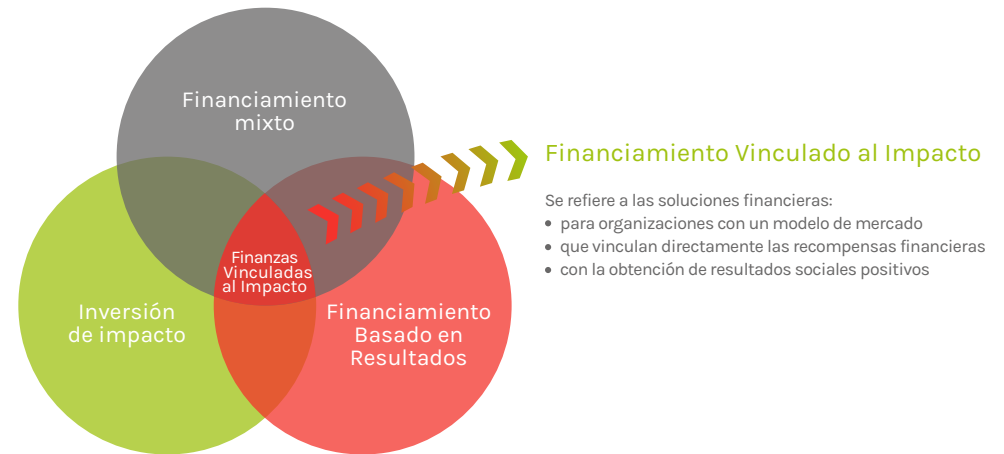 Financiamiento
mixto
Finanzas
Vinculadas
al Impacto
Inversión
de impacto
Financiamiento
Basado en
Resultados
Financiamiento Vinculado al Impacto
Se refiere a las soluciones financieras:
• para organizaciones con un modelo de mercado
• que vinculan directamente las recompensas financieras
• con la obtención de resultados sociales positivos